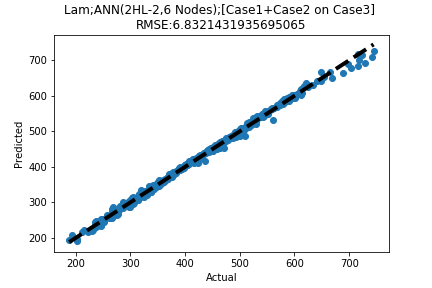 Lam;ANN(2HL-2,6 Nodes);[Case1+Case2 on Case3]
RMSE:6.8321431935695065
700
600
500
400
300
200
Predicted
200 300 400 500 600 700
Actual